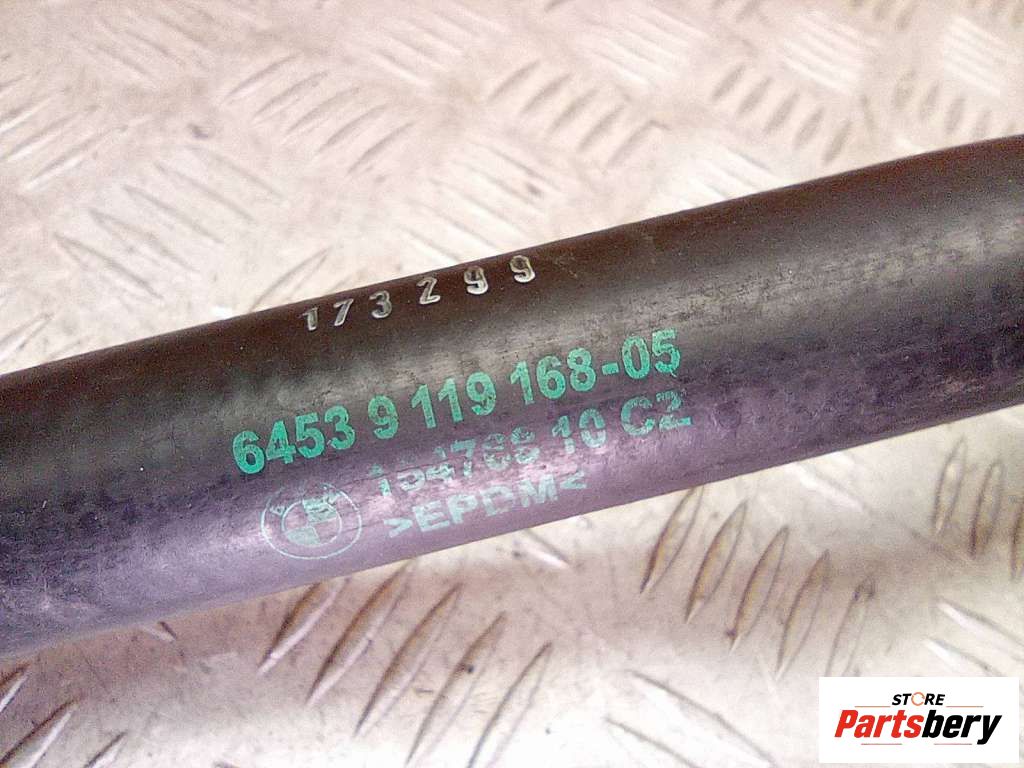 173299
6453 9 119 168-05
10 CZ
>EPDM<
STORE
Partsbery